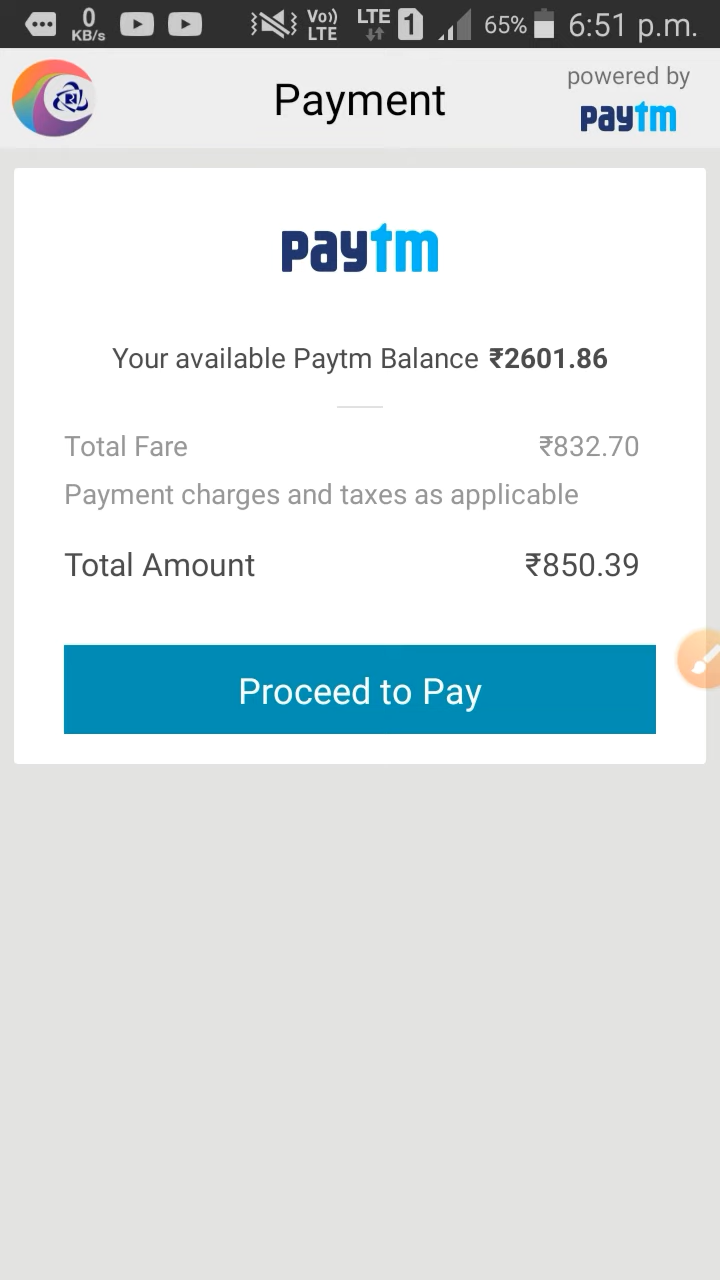 0 KB/s Vo)) LTE LTE 1 65% 6:51 p.m.
Payment
powered by
paytm
paytm
Your available Paytm Balance ₹2601.86
Total Fare ₹832.70
Payment charges and taxes as applicable
Total Amount ₹850.39
Proceed to Pay